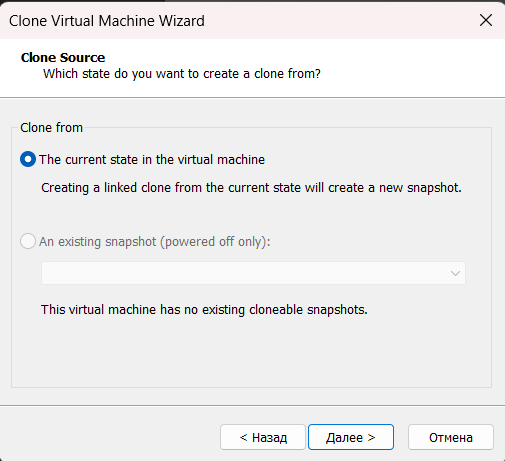 Clone Virtual Machine Wizard
Clone Source
Which state do you want to create a clone from?
Clone from
The current state in the virtual machine
Creating a linked clone from the current state will create a new snapshot.
An existing snapshot (powered off only):
This virtual machine has no existing cloneable snapshots.
< Назад Далее > Отмена